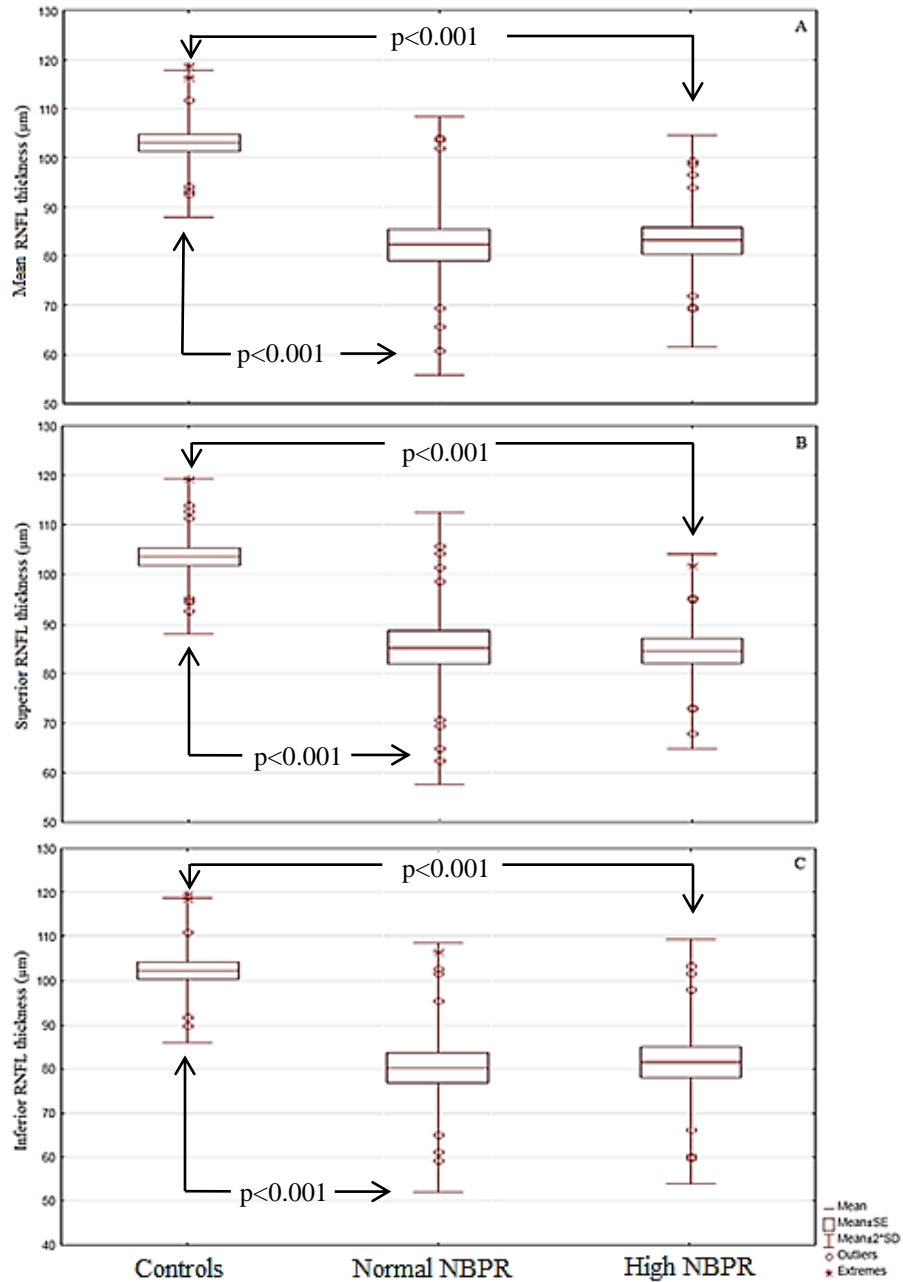 130
A
p<0.001
120
110
100
90
80
70
60
50
Mean RNFL thickness (µm)
p<0.001
130
B
p<0.001
120
110
100
90
80
70
60
50
Superior RNFL thickness (µm)
p<0.001
130
C
p<0.001
120
110
100
90
80
70
60
50
40
Inferior RNFL thickness (µm)
p<0.001
Controls Normal NBPR High NBPR
Mean
Mean±SE
Mean±2*SD
Outliers
Extremes